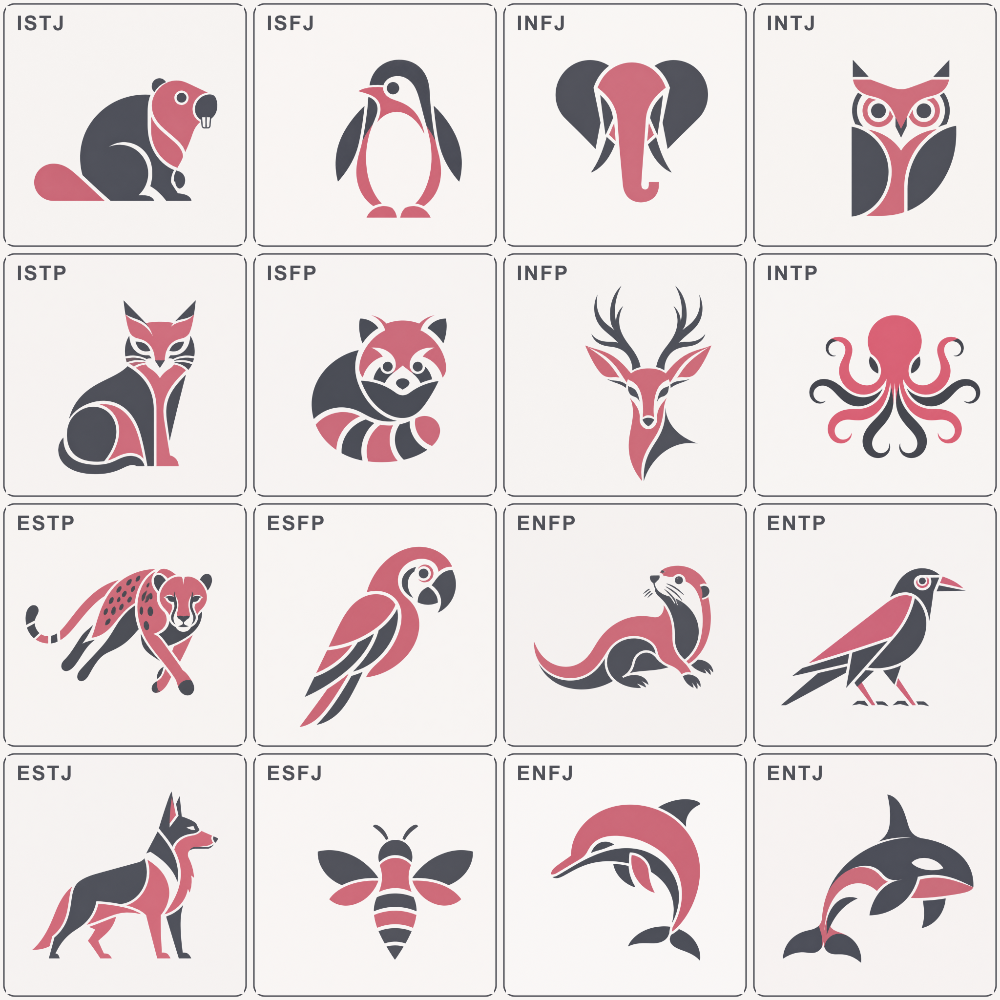 ISTJ
ISFJ
INFJ
INTJ
ISTP
ISFP
INFP
INTP
ESTP
ESFP
ENFP
ENTP
ESTJ
ESFJ
ENFJ
ENTJ